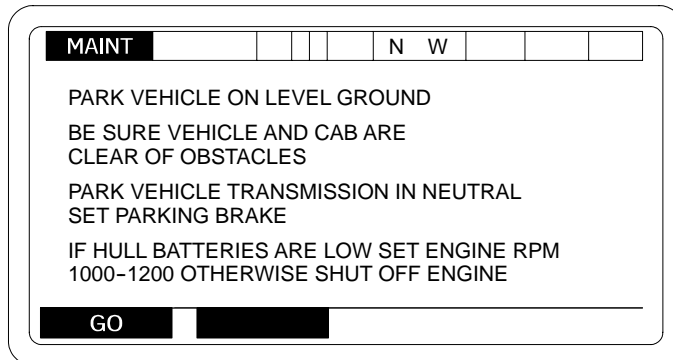 MAINT N W
PARK VEHICLE ON LEVEL GROUND
BE SURE VEHICLE AND CAB ARE
CLEAR OF OBSTACLES
PARK VEHICLE TRANSMISSION IN NEUTRAL
SET PARKING BRAKE
IF HULL BATTERIES ARE LOW SET ENGINE RPM
1000-1200 OTHERWISE SHUT OFF ENGINE
GO